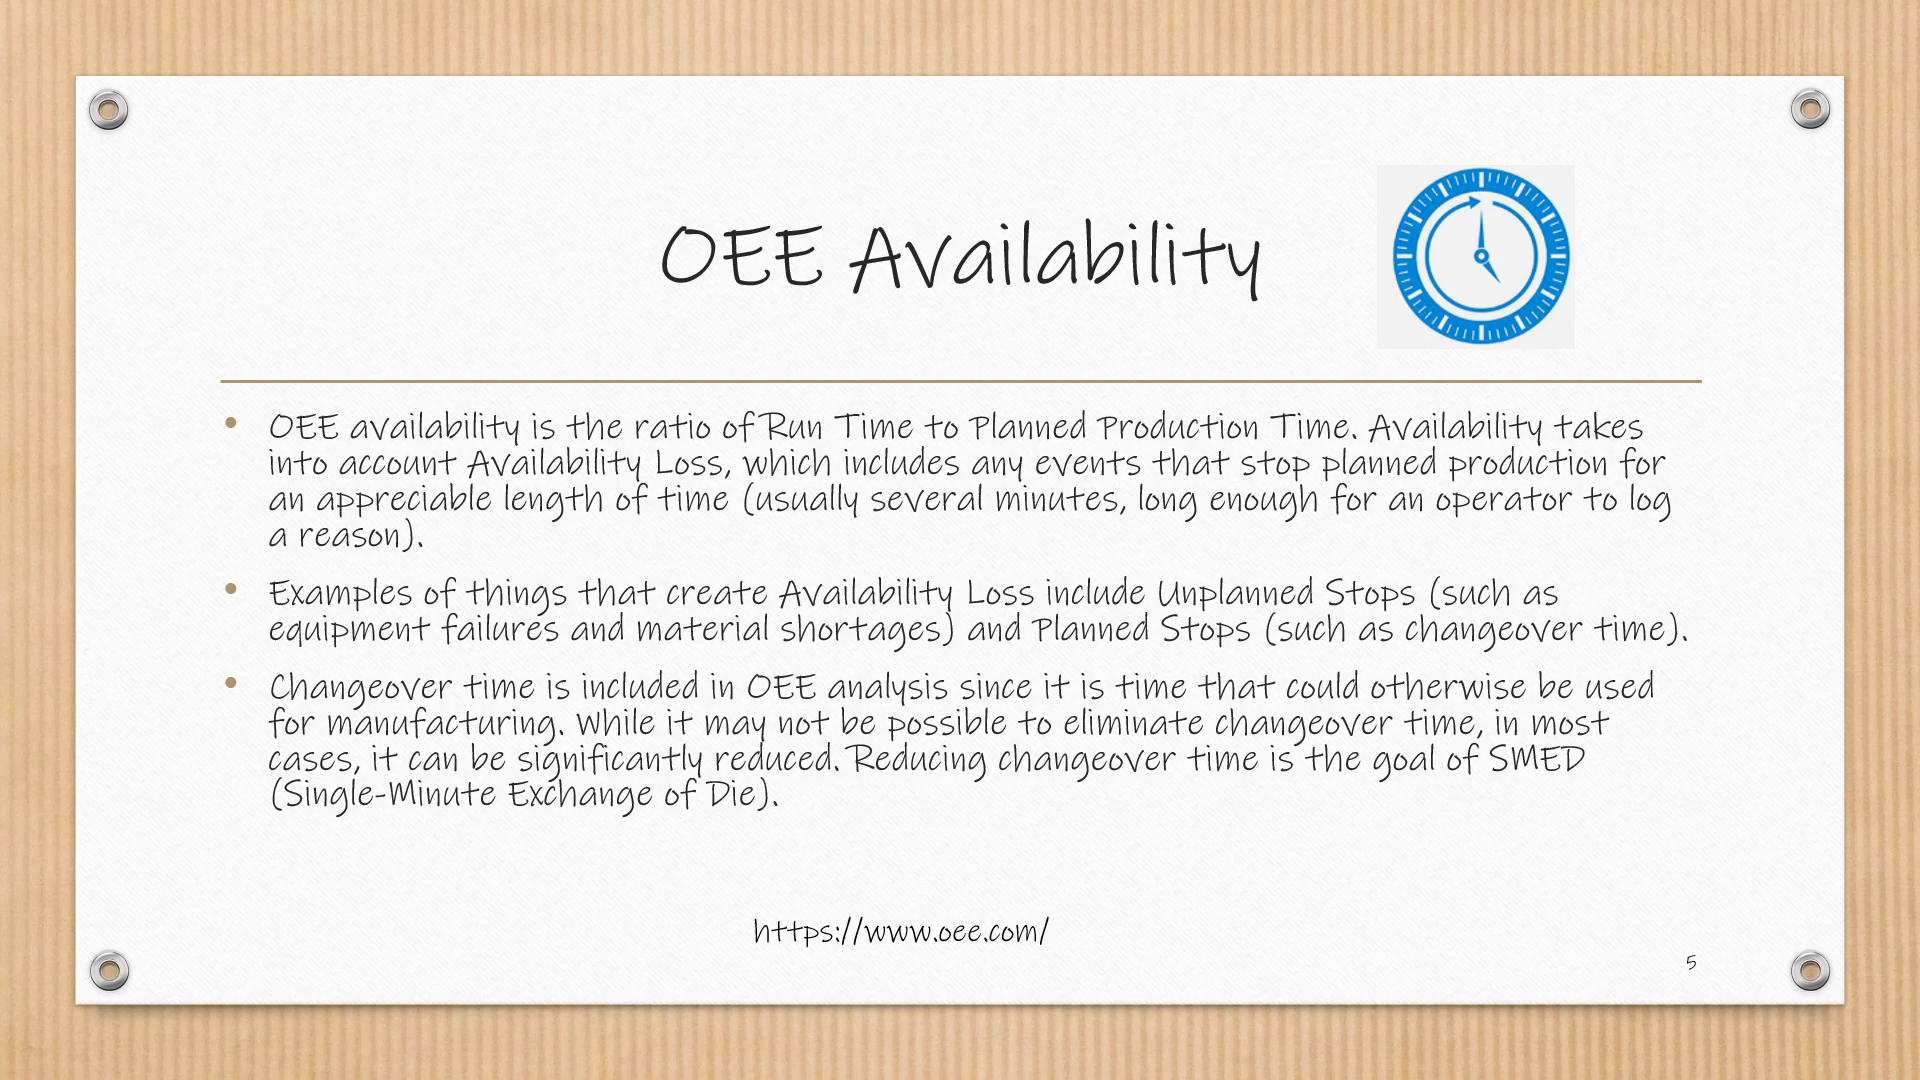 OEE Availability
• OEE availability is the ratio of Run Time to Planned Production Time. Availability takes
into account Availability Loss, which includes any events that stop planned production for
an appreciable length of time (usually several minutes, long enough for an operator to log
a reason).
• Examples of things that create Availability Loss include Unplanned Stops (such as
equipment failures and material shortages) and Planned Stops (such as changeover time).
• Changeover time is included in OEE analysis since it is time that could otherwise be used
for manufacturing. While it may not be possible to eliminate changeover time, in most
cases, it can be significantly reduced. Reducing changeover time is the goal of SMED
(Single-Minute Exchange of Die).
https://www.oee.com/
5